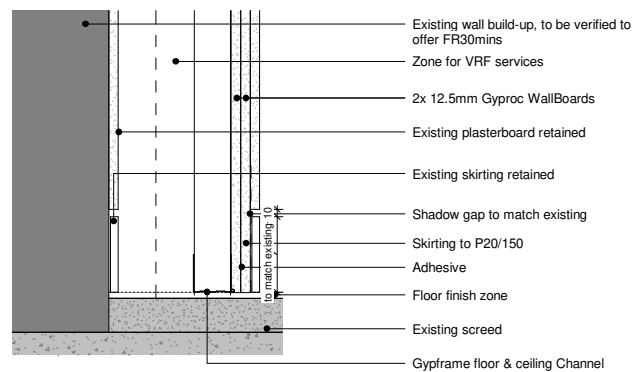 Existing wall build-up, to be verified to
offer FR30mins
Zone for VRF services
2x 12.5mm Gyproc WallBoards
Existing plasterboard retained
Existing skirting retained
Shadow gap to match existing
Skirting to P20/150
Adhesive
Floor finish zone
Existing screed
Gypframe floor & ceiling Channel
to match existing
10